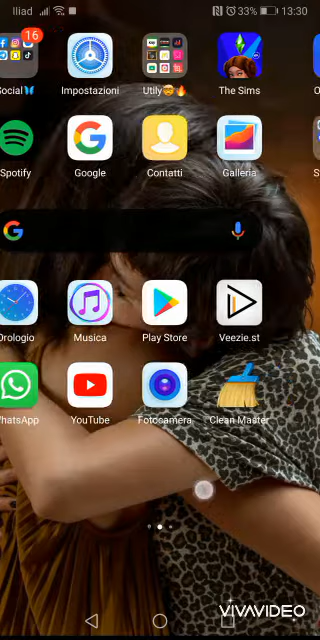 Iliad 33% 13:30
16
Social Impostazioni Utily The Sims
Spotify Google Contatti Galleria
G
Orologio Musica Play Store Veezie.st
WhatsApp YouTube Fotocamera Clean Master
VIVAVIDEO